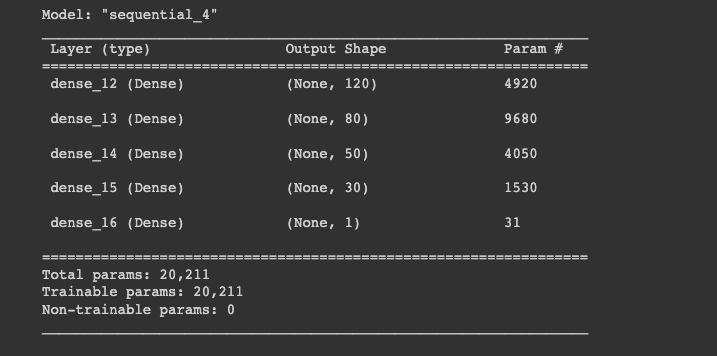 Model: "sequential_4"
_________________________________________________________________
Layer (type) Output Shape Param #
=================================================================
dense_12 (Dense) (None, 120) 4920
dense_13 (Dense) (None, 80) 9680
dense_14 (Dense) (None, 50) 4050
dense_15 (Dense) (None, 30) 1530
dense_16 (Dense) (None, 1) 31
=================================================================
Total params: 20,211
Trainable params: 20,211
Non-trainable params: 0
_________________________________________________________________